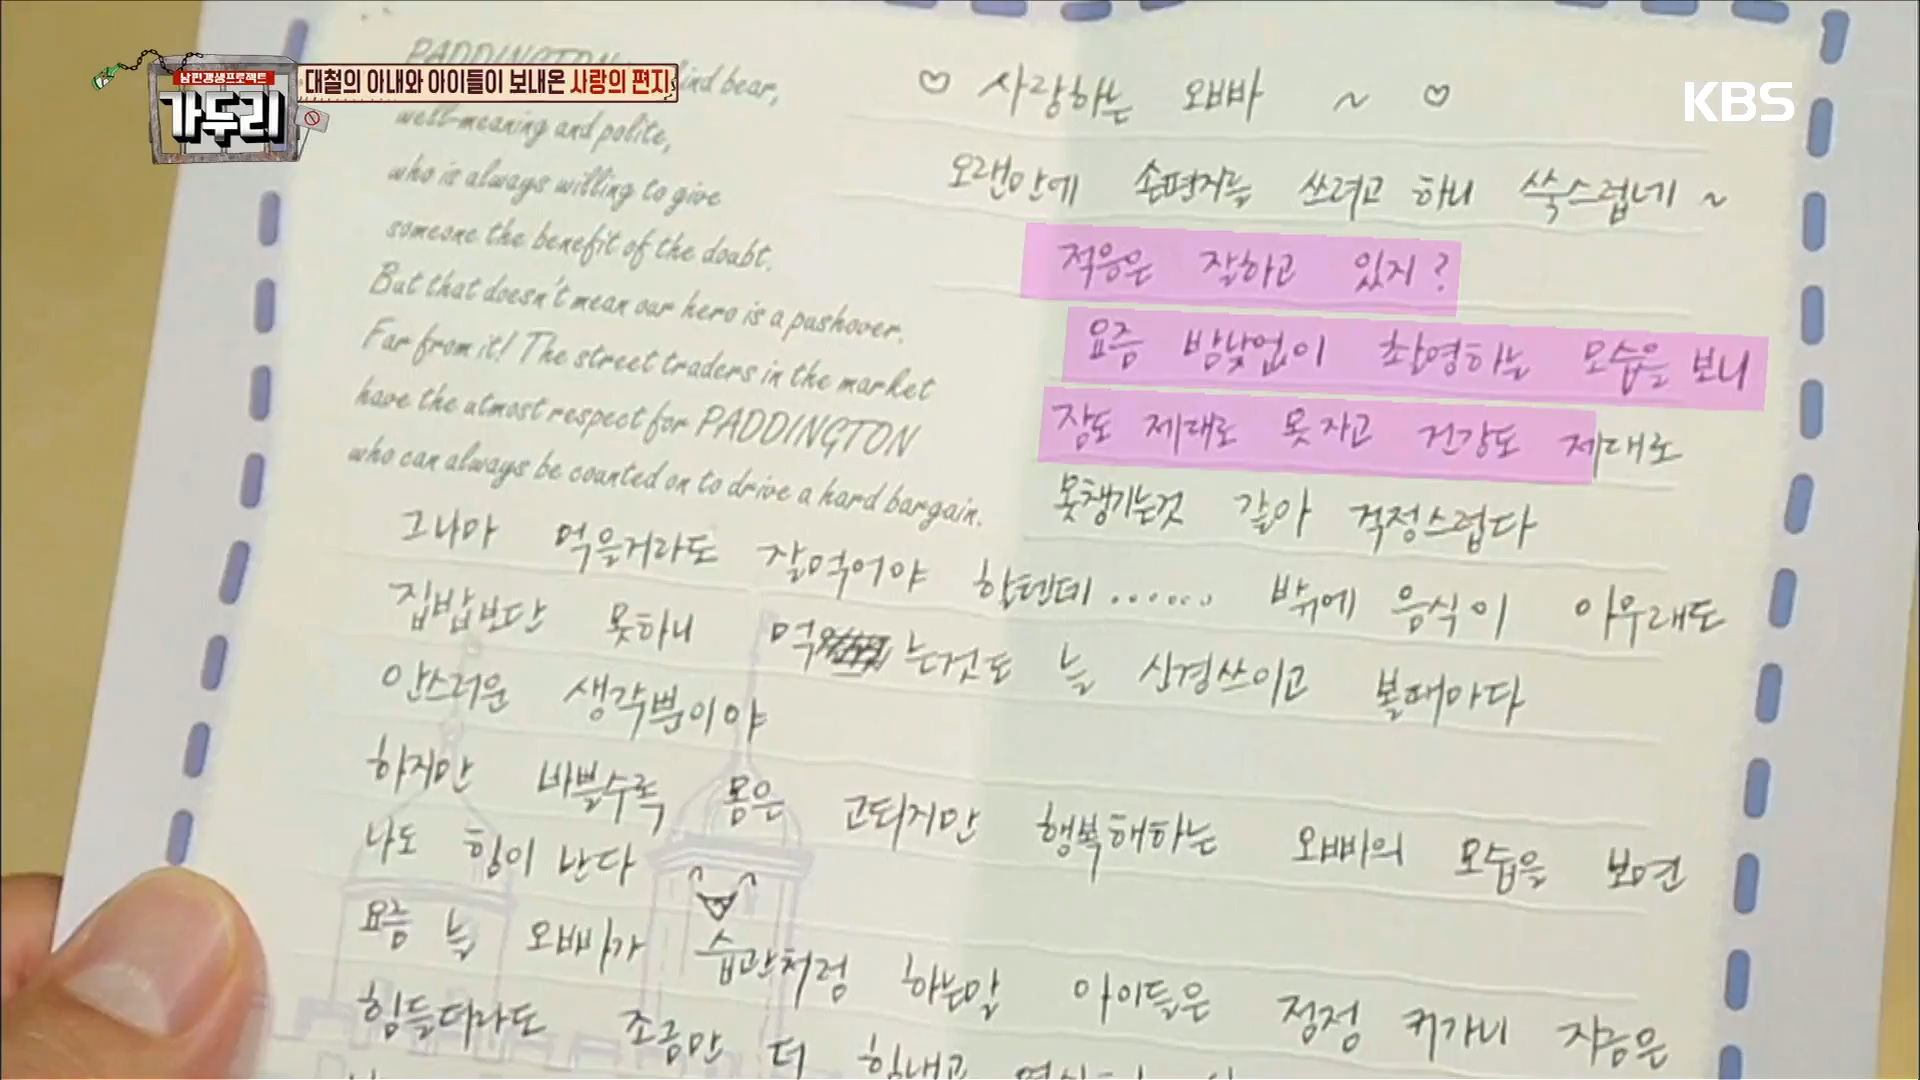 남편갱생프로젝트
가두리
대철의 아내와 아이들이 보내온 사랑의 편지
KBS
PADDINGTON ind bear,
well-meaning and polite,
who is always willing to give
someone the benefit of the doubt.
But that doesn't mean our hero is a pushover.
Far from it! The street traders in the market
have the utmost respect for PADDINGTON
who can always be counted on to drive a hard bargain.
♡ 사랑하는 오빠 ~ ♡
오랜만에 손편지를 쓰려고 하니 쑥스럽네 ~
적응은 잘하고 있지?
요즘 밤낮없이 촬영하는 모습을 보니
잠도 제대로 못자고 건강도 제대로
못챙기는것 같아 걱정스럽다
그나마 먹을거라도 잘먹어야 할텐데...... 밖에 음식이 아무래도
집밥보단 못하니 먹는것도 늘 신경쓰이고 볼때마다
안스러운 생각뿐이야
하지만 바쁠수록 몸은 고되지만 행복해하는 오빠의 모습을 보면
나도 힘이 난다
요즘 늘 오빠가 습관처럼 하는말 아이들은 점점 커가니 지금은
힘들더라도 조금만 더 힘내고